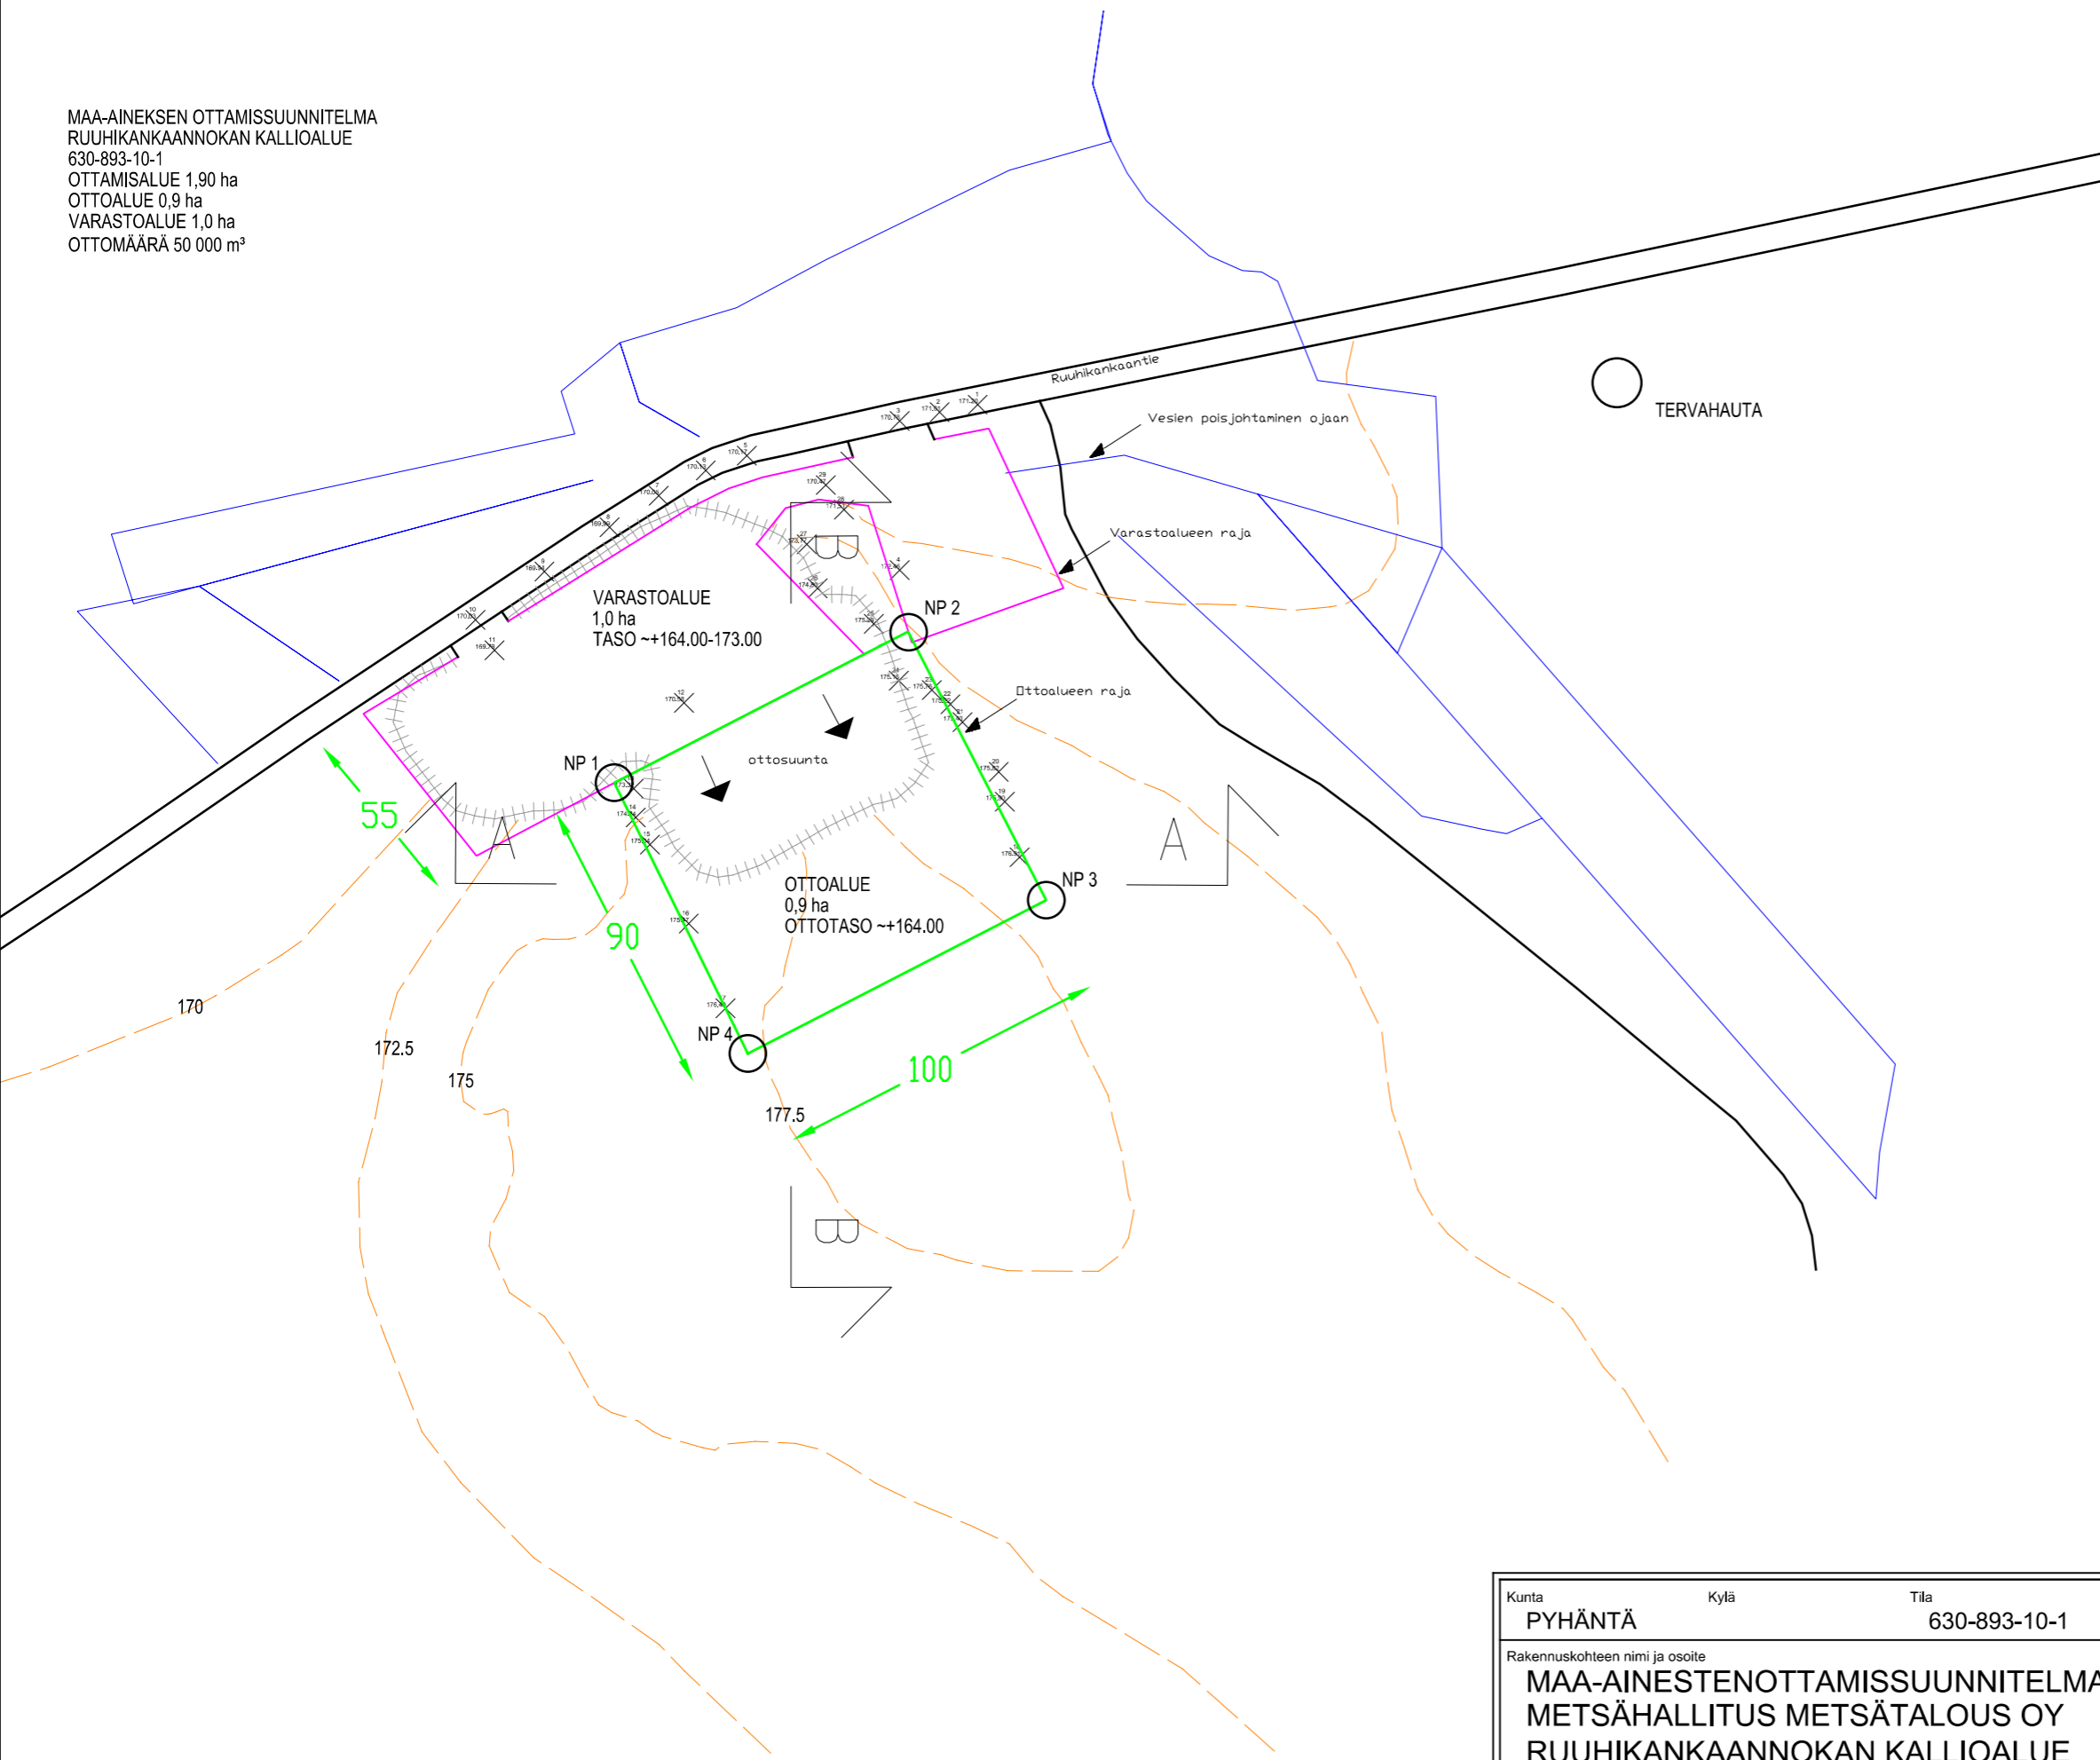 MAA-AINEKSEN OTTAMISSUUNNITELMA
RUUHIKANKAANNOKAN KALLIOALUE
630-893-10-1
OTTAMISALUE 1,90 ha
OTTOALUE 0,9 ha
VARASTOALUE 1,0 ha
OTTOMÄÄRÄ 50 000 m³
Ruuhikankaantie
TERVAHAUTA
Vesien poisjohtaminen ojaan
Varastoalueen raja
B
VARASTOALUE
1,0 ha
TASO ~+164.00-173.00
NP 2
Ottoalueen raja
ottosuunta
NP 1
55
A
A
NP 3
OTTOALUE
0,9 ha
OTTOTASO ~+164.00
90
170
172.5
NP 4
175
100
177.5
B
Kunta
Kylä
Tila
PYHÄNTÄ
630-893-10-1
Rakennuskohteen nimi ja osoite
MAA-AINESTENOTTAMISSUUNNITELMA
METSÄHALLITUS METSÄTALOUS OY
RUUHIKANKAANNOKAN KALLIOALUE